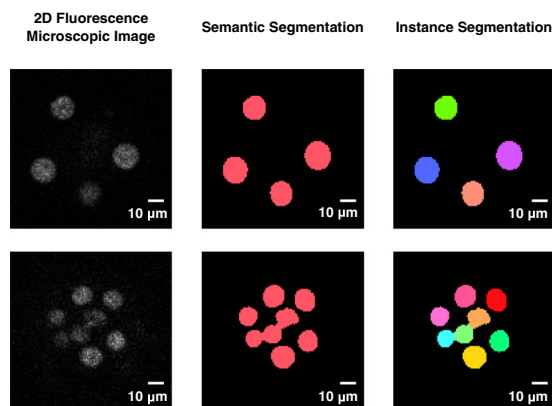 2D Fluorescence
Microscopic Image
Semantic Segmentation
Instance Segmentation
10 μm
10 μm
10 μm
10 μm
10 μm
10 μm